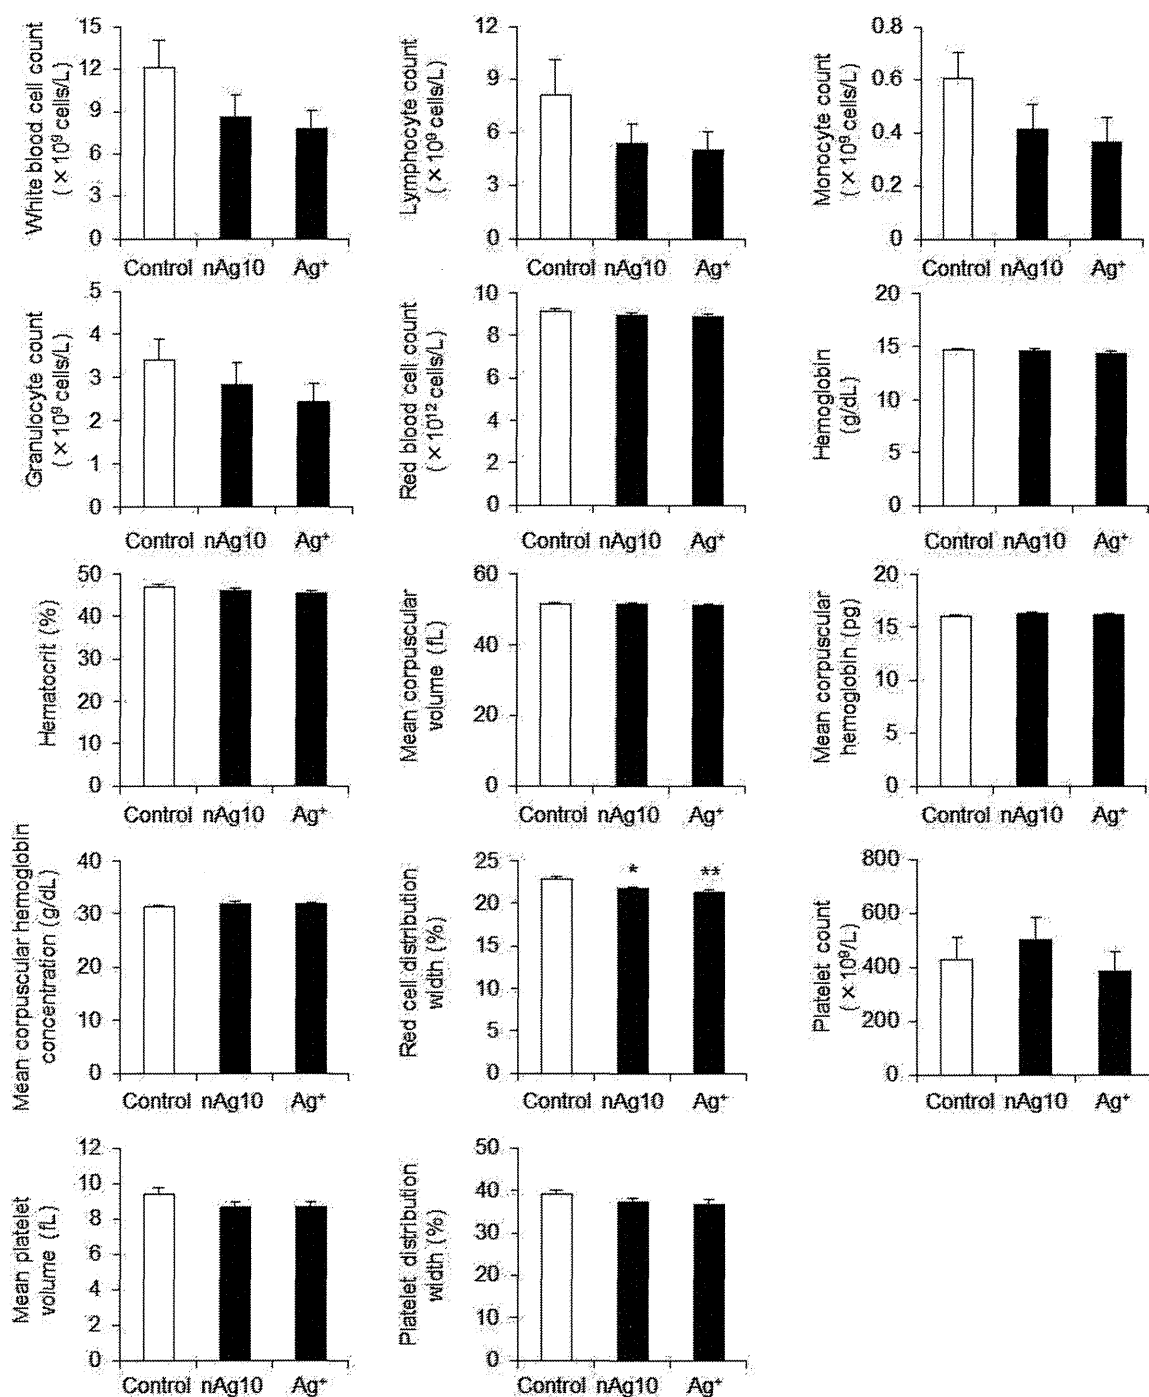 White blood cell count
(×10⁹ cells/L)
15
12
9
6
3
0
Control nAg10 Ag⁺
Lymphocyte count
(×10⁹ cells/L)
12
9
6
3
0
Control nAg10 Ag⁺
Monocyte count
(×10⁹ cells/L)
0.8
0.6
0.4
0.2
0
Control nAg10 Ag⁺
Granulocyte count
(×10⁹ cells/L)
5
4
3
2
1
0
Control nAg10 Ag⁺
Red blood cell count
(×10¹² cells/L)
10
8
6
4
2
0
Control nAg10 Ag⁺
Hemoglobin
(g/dL)
20
15
10
5
0
Control nAg10 Ag⁺
Hematocrit (%)
50
40
30
20
10
0
Control nAg10 Ag⁺
Mean corpuscular
volume (fL)
60
40
20
0
Control nAg10 Ag⁺
Mean corpuscular
hemoglobin (pg)
20
15
10
5
0
Control nAg10 Ag⁺
Mean corpuscular hemoglobin
concentration (g/dL)
40
30
20
10
0
Control nAg10 Ag⁺
Red cell distribution
width (%)
25
20
15
10
5
0
* **
Control nAg10 Ag⁺
Platelet count
(×10⁹/L)
800
600
400
200
0
Control nAg10 Ag⁺
Mean platelet
volume (fL)
12
10
8
6
4
2
0
Control nAg10 Ag⁺
Platelet distribution
width (%)
50
40
30
20
10
0
Control nAg10 Ag⁺